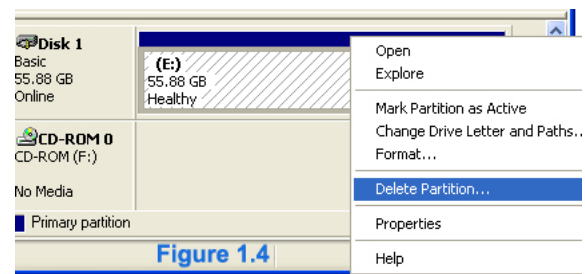 Disk 1
Basic
55.88 GB
Online
(E:)
55.88 GB
Healthy
CD-ROM 0
CD-ROM (F:)
No Media
Primary partition
Open
Explore
Mark Partition as Active
Change Drive Letter and Paths..
Format...
Delete Partition...
Properties
Help
Figure 1.4